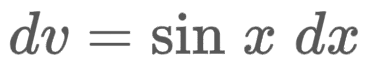 dv = sin x dx